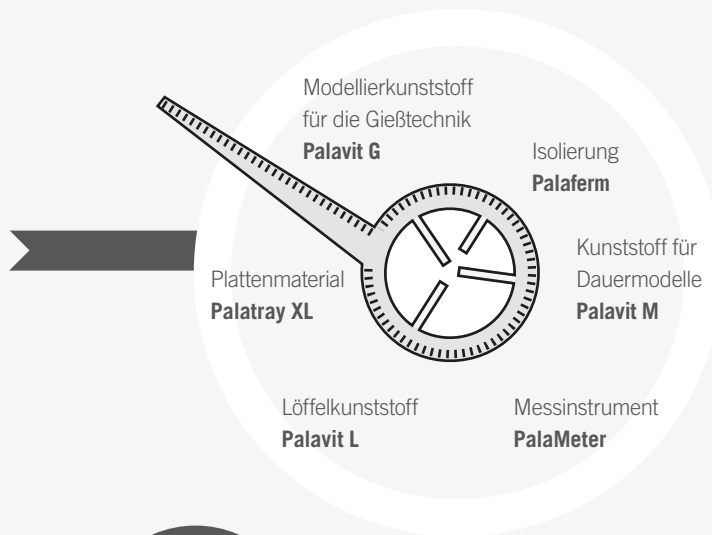 Modellierkunststoff
für die Gießtechnik
Palavit G
Isolierung
Palaferm
Kunststoff für
Dauermodelle
Palavit M
Plattenmaterial
Palatray XL
Löffelkunststoff
Palavit L
Messinstrument
PalaMeter